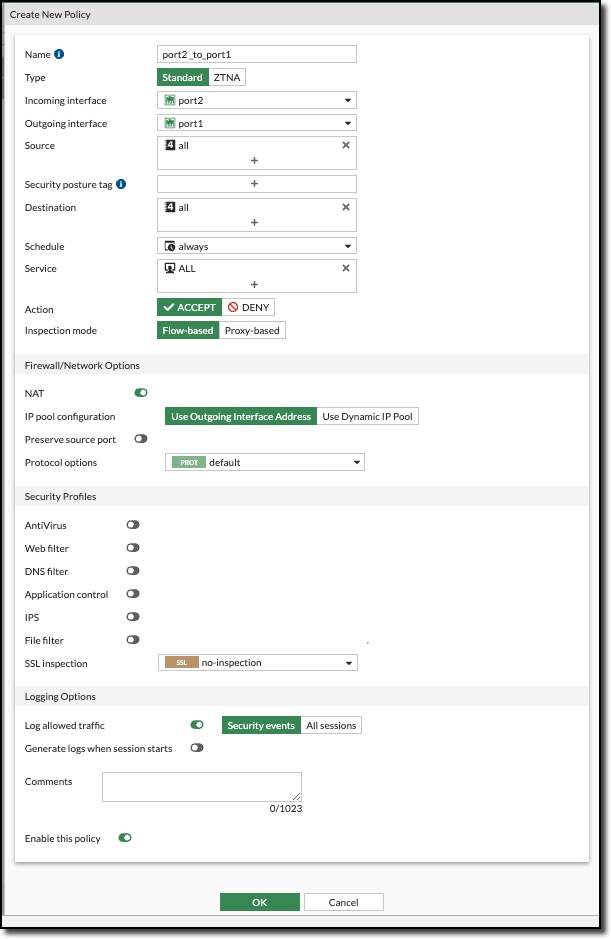 Create New Policy
Name
port2_to_port1
Type Standard ZTNA
Incoming interface port2
Outgoing interface port1
Source 4 all
+
Security posture tag +
Destination 4 all
+
Schedule always
Service ALL
+
Action ACCEPT DENY
Inspection mode Flow-based Proxy-based
Firewall/Network Options
NAT
IP pool configuration Use Outgoing Interface Address Use Dynamic IP Pool
Preserve source port
Protocol options PROT default
Security Profiles
AntiVirus
Web filter
DNS filter
Application control
IPS
File filter
SSL inspection SSL no-inspection
Logging Options
Log allowed traffic Security events All sessions
Generate logs when session starts
Comments
0/1023
Enable this policy
OK Cancel